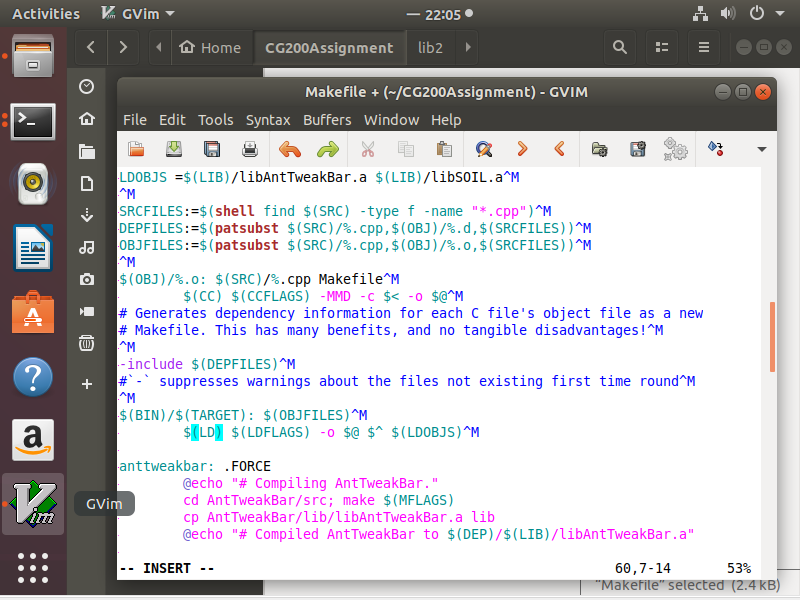 Activities GVim 22:05
Home CG200Assignment lib2
Makefile + (~/CG200Assignment) - GVIM
File Edit Tools Syntax Buffers Window Help
LDOBJS =$(LIB)/libAntTweakBar.a $(LIB)/libSOIL.a^M
^M
SRCFILES:=$(shell find $(SRC) -type f -name "*.cpp")^M
DEPFILES:=$(patsubst $(SRC)/%.cpp,$(OBJ)/%.d,$(SRCFILES))^M
OBJFILES:=$(patsubst $(SRC)/%.cpp,$(OBJ)/%.o,$(SRCFILES))^M
^M
$(OBJ)/%.o: $(SRC)/%.cpp Makefile^M
$(CC) $(CCFLAGS) -MMD -c $< -o $@^M
# Generates dependency information for each C file's object file as a new
# Makefile. This has many benefits, and no tangible disadvantages!^M
^M
-include $(DEPFILES)^M
#`-` suppresses warnings about the files not existing first time round^M
^M
$(BIN)/$(TARGET): $(OBJFILES)^M
$(LD) $(LDFLAGS) -o $@ $^ $(LDOBJS)^M
anttweakbar: .FORCE
@echo "# Compiling AntTweakBar."
cd AntTweakBar/src; make $(MFLAGS)
cp AntTweakBar/lib/libAntTweakBar.a lib
@echo "# Compiled AntTweakBar to $(DEP)/$(LIB)/libAntTweakBar.a"
-- INSERT -- 60,7-14 53%
GVim
"Makefile" selected (2.4 kB)